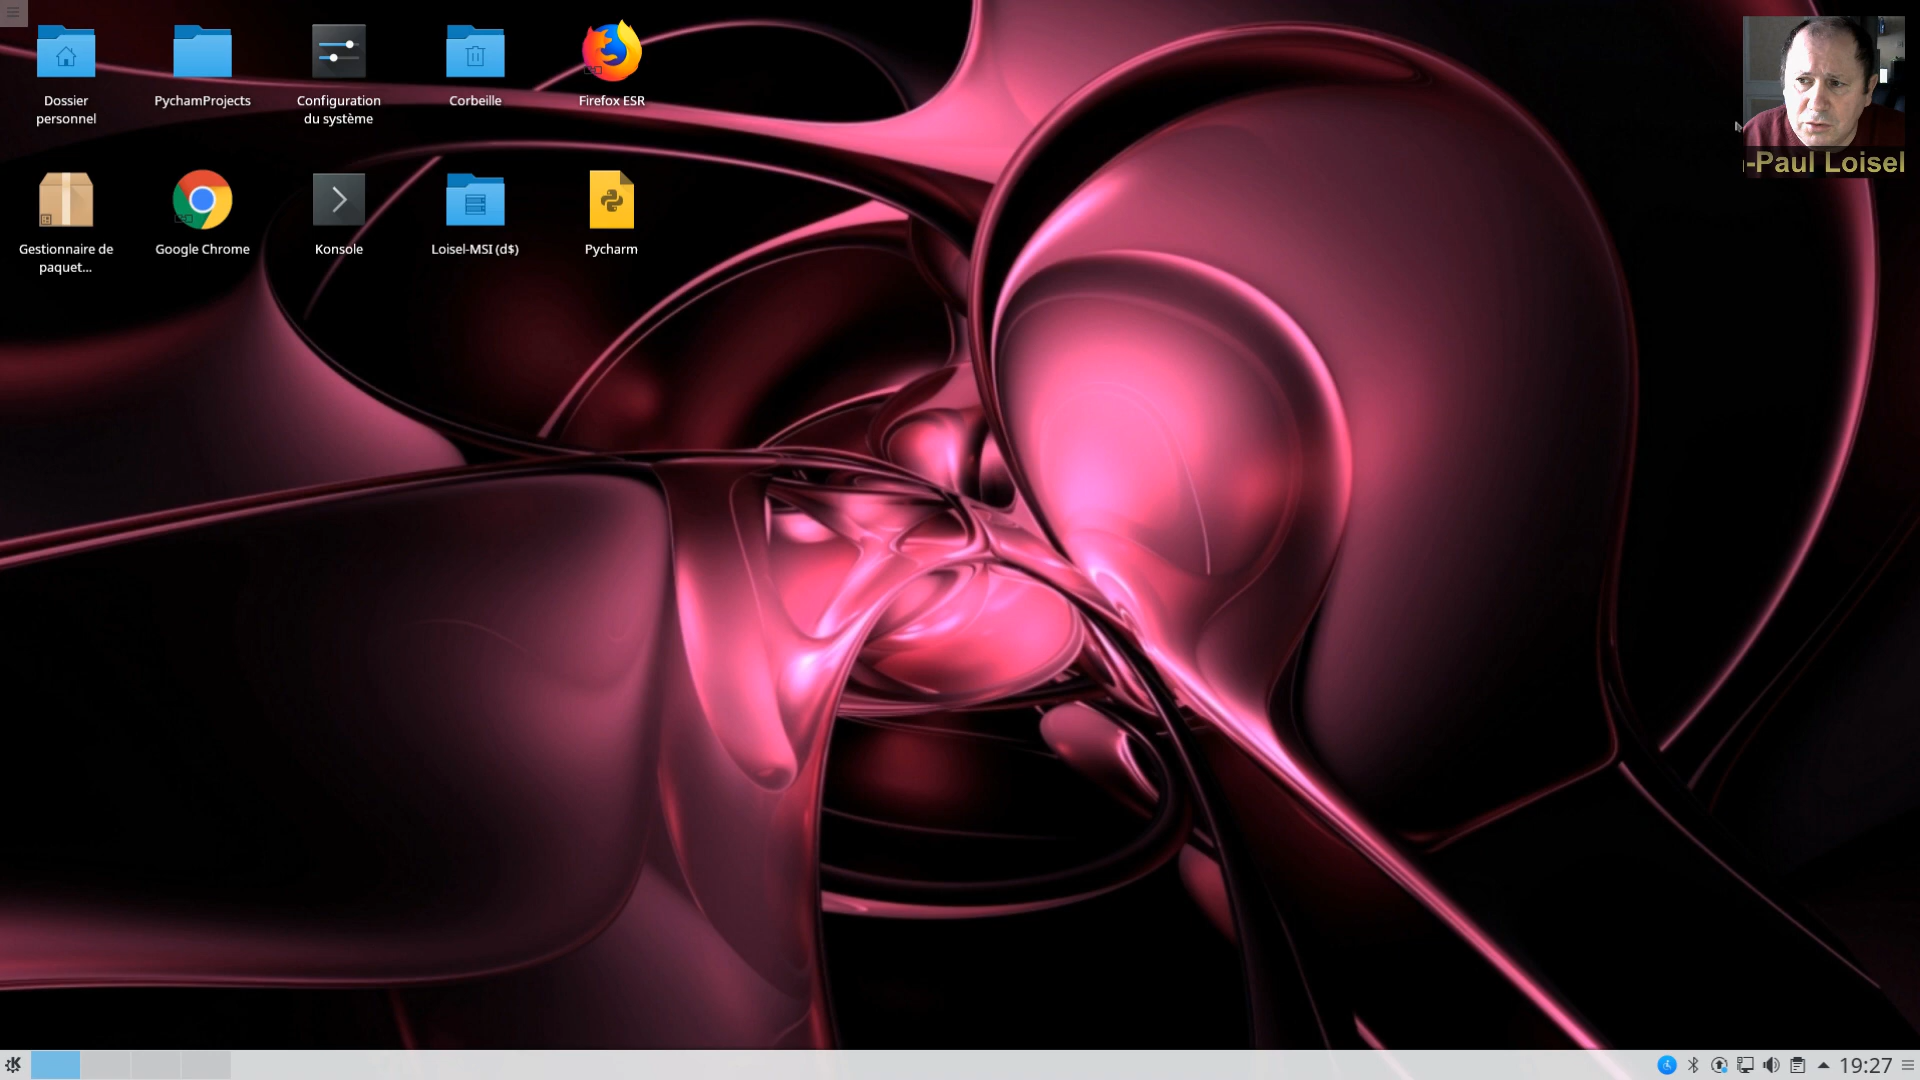 Dossier
personnel
PychamProjects
Configuration
du système
Corbeille
Firefox ESR
-Paul Loisel
Gestionnaire de
paquet...
Google Chrome
Konsole
Loisel-MSI (d$)
Pycharm
19:27